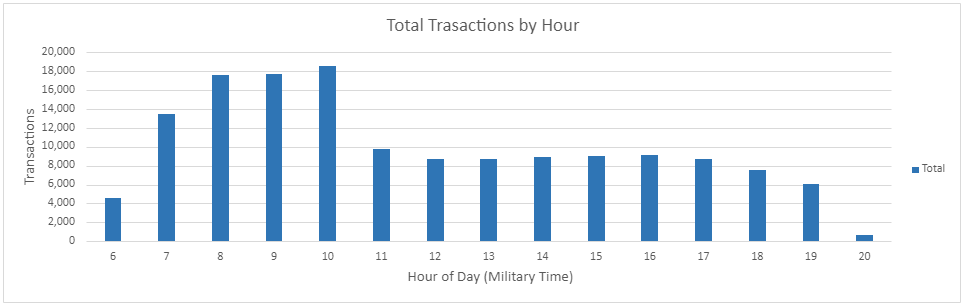 Total Trasactions by Hour
20,000
18,000
16,000
14,000
12,000
10,000
8,000
6,000
4,000
2,000
0
Transactions
6 7 8 9 10 11 12 13 14 15 16 17 18 19 20
Hour of Day (Military Time)
Total